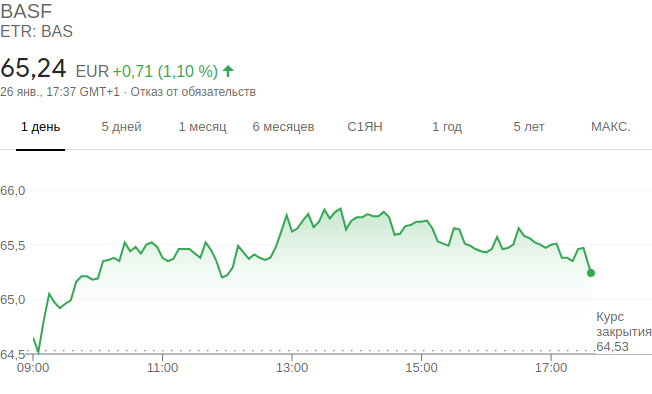 BASF
ETR: BAS
65,24 EUR +0,71 (1,10 %)
26 янв., 17:37 GMT+1 · Отказ от обязательств
1 день 5 дней 1 месяц 6 месяцев С1ЯН 1 год 5 лет МАКС.
66,0
65,5
65,0
Курс
закрытия
64,53
64,5
09:00 11:00 13:00 15:00 17:00